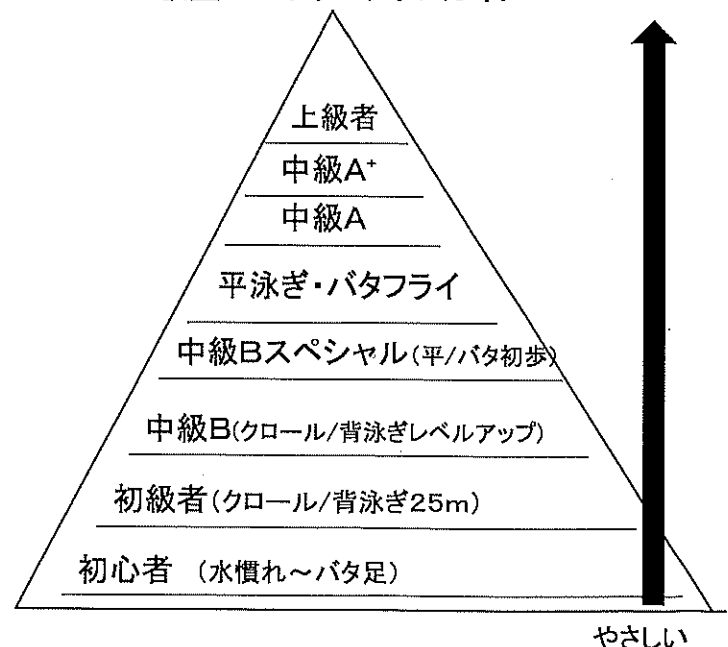 上級者
中級A⁺
中級A
平泳ぎ・バタフライ
中級Bスペシャル(平/バタ初歩)
中級B(クロール/背泳ぎレベルアップ)
初級者(クロール/背泳ぎ25m)
初心者 (水慣れ～バタ足)
やさしい